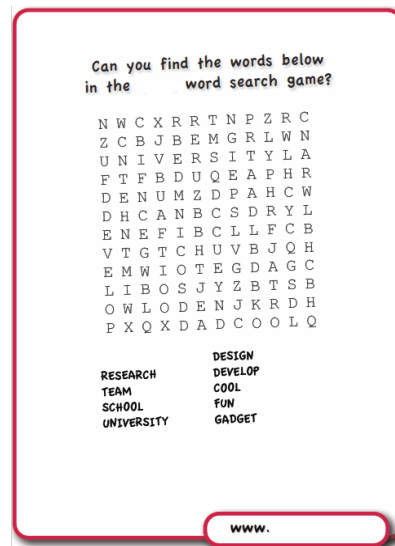 Can you find the words below
in the word search game?
N W C X R R T N P Z R C
Z C B J B E M G R L W N
U N I V E R S I T Y L A
F T F B D U Q E A P H R
D E N U M Z D P A H C W
D H C A N B C S D R Y L
E N E F I B C L L F C B
V T G T C H U V B J Q H
E M W I O T E G D A G C
L I B O S J Y Z B T S B
O W L O D E N J K R D H
P X Q X D A D C O O L Q
RESEARCH
TEAM
SCHOOL
UNIVERSITY
DESIGN
DEVELOP
COOL
FUN
GADGET
www.